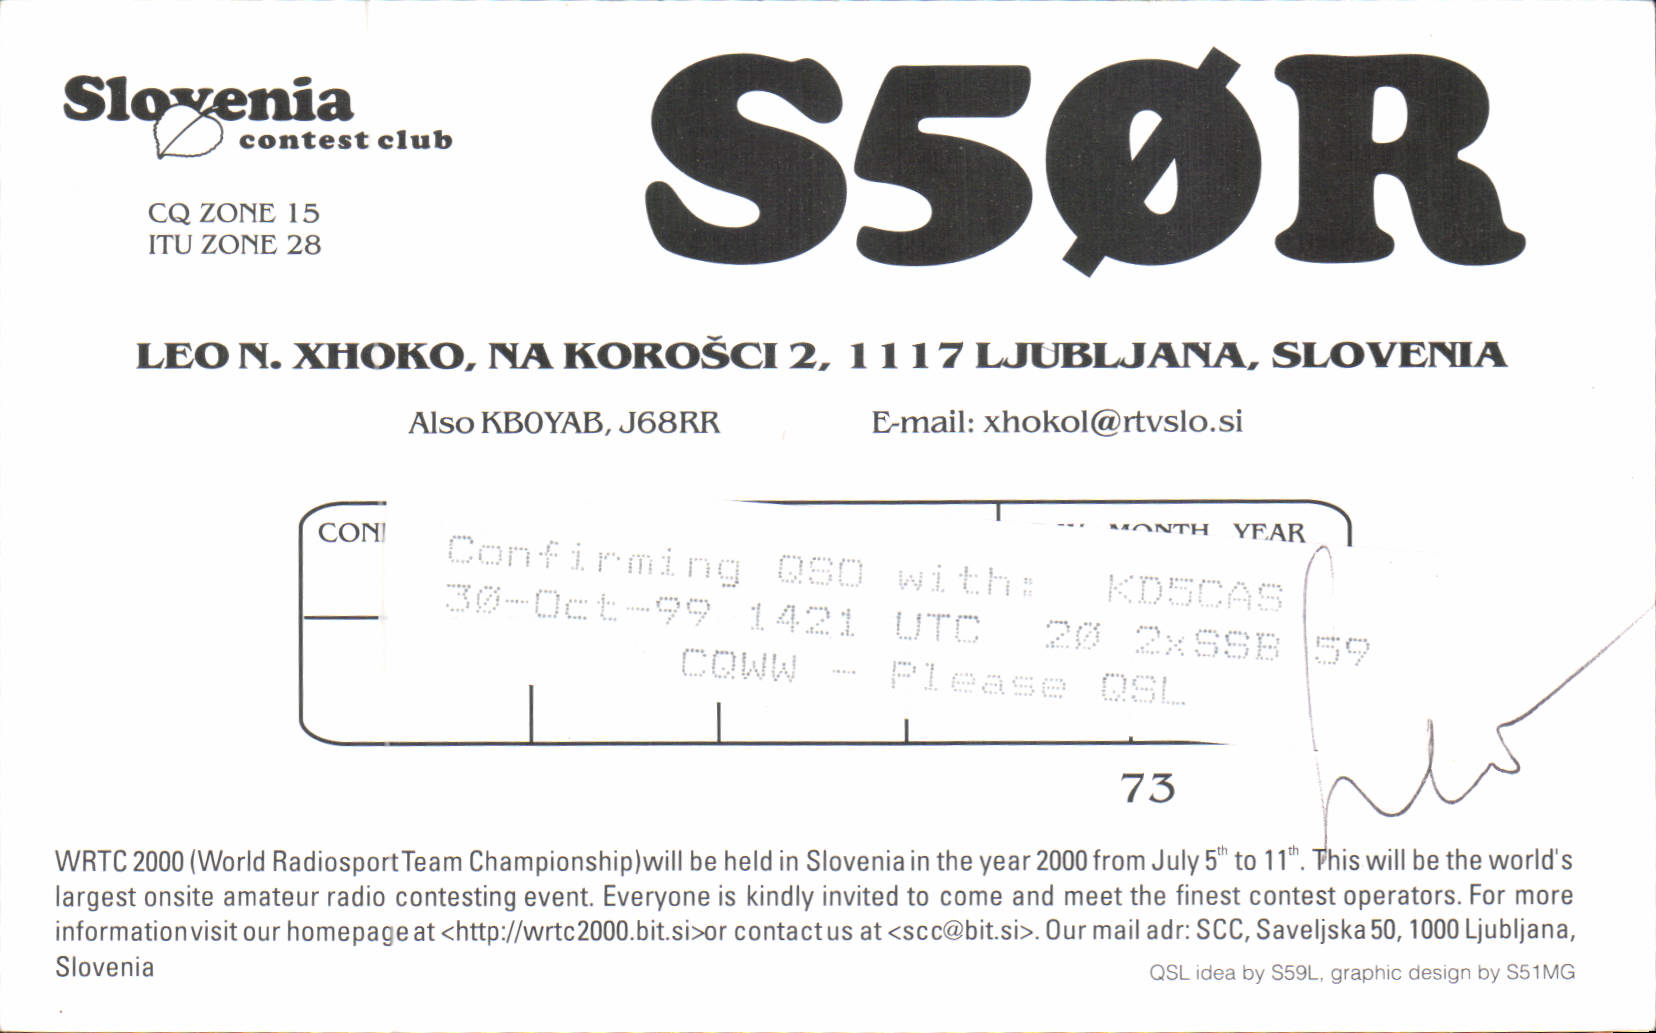 Slovenia
contest club
S5ØR
CQ ZONE 15
ITU ZONE 28
LEO N. XHOKO, NA KOROŠCI 2, 1117 LJUBLJANA, SLOVENIA
Also KB0YAB, J68RR
E-mail: xhokol@rtvslo.si
MONTH YEAR
Confirming QSO with: KD5CAS
30-Oct-99 1421 UTC 20 2xSSB 59
CQWW - Please QSL
73
WRTC 2000 (World Radiosport Team Championship)will be held in Slovenia in the year 2000 from July 5th to 11th. This will be the world's
largest onsite amateur radio contesting event. Everyone is kindly invited to come and meet the finest contest operators. For more
information visit our homepage at <http://wrtc2000.bit.si>or contact us at <scc@bit.si>. Our mail adr: SCC, Saveljska 50, 1000 Ljubljana,
Slovenia
QSL idea by S59L, graphic design by S51MG